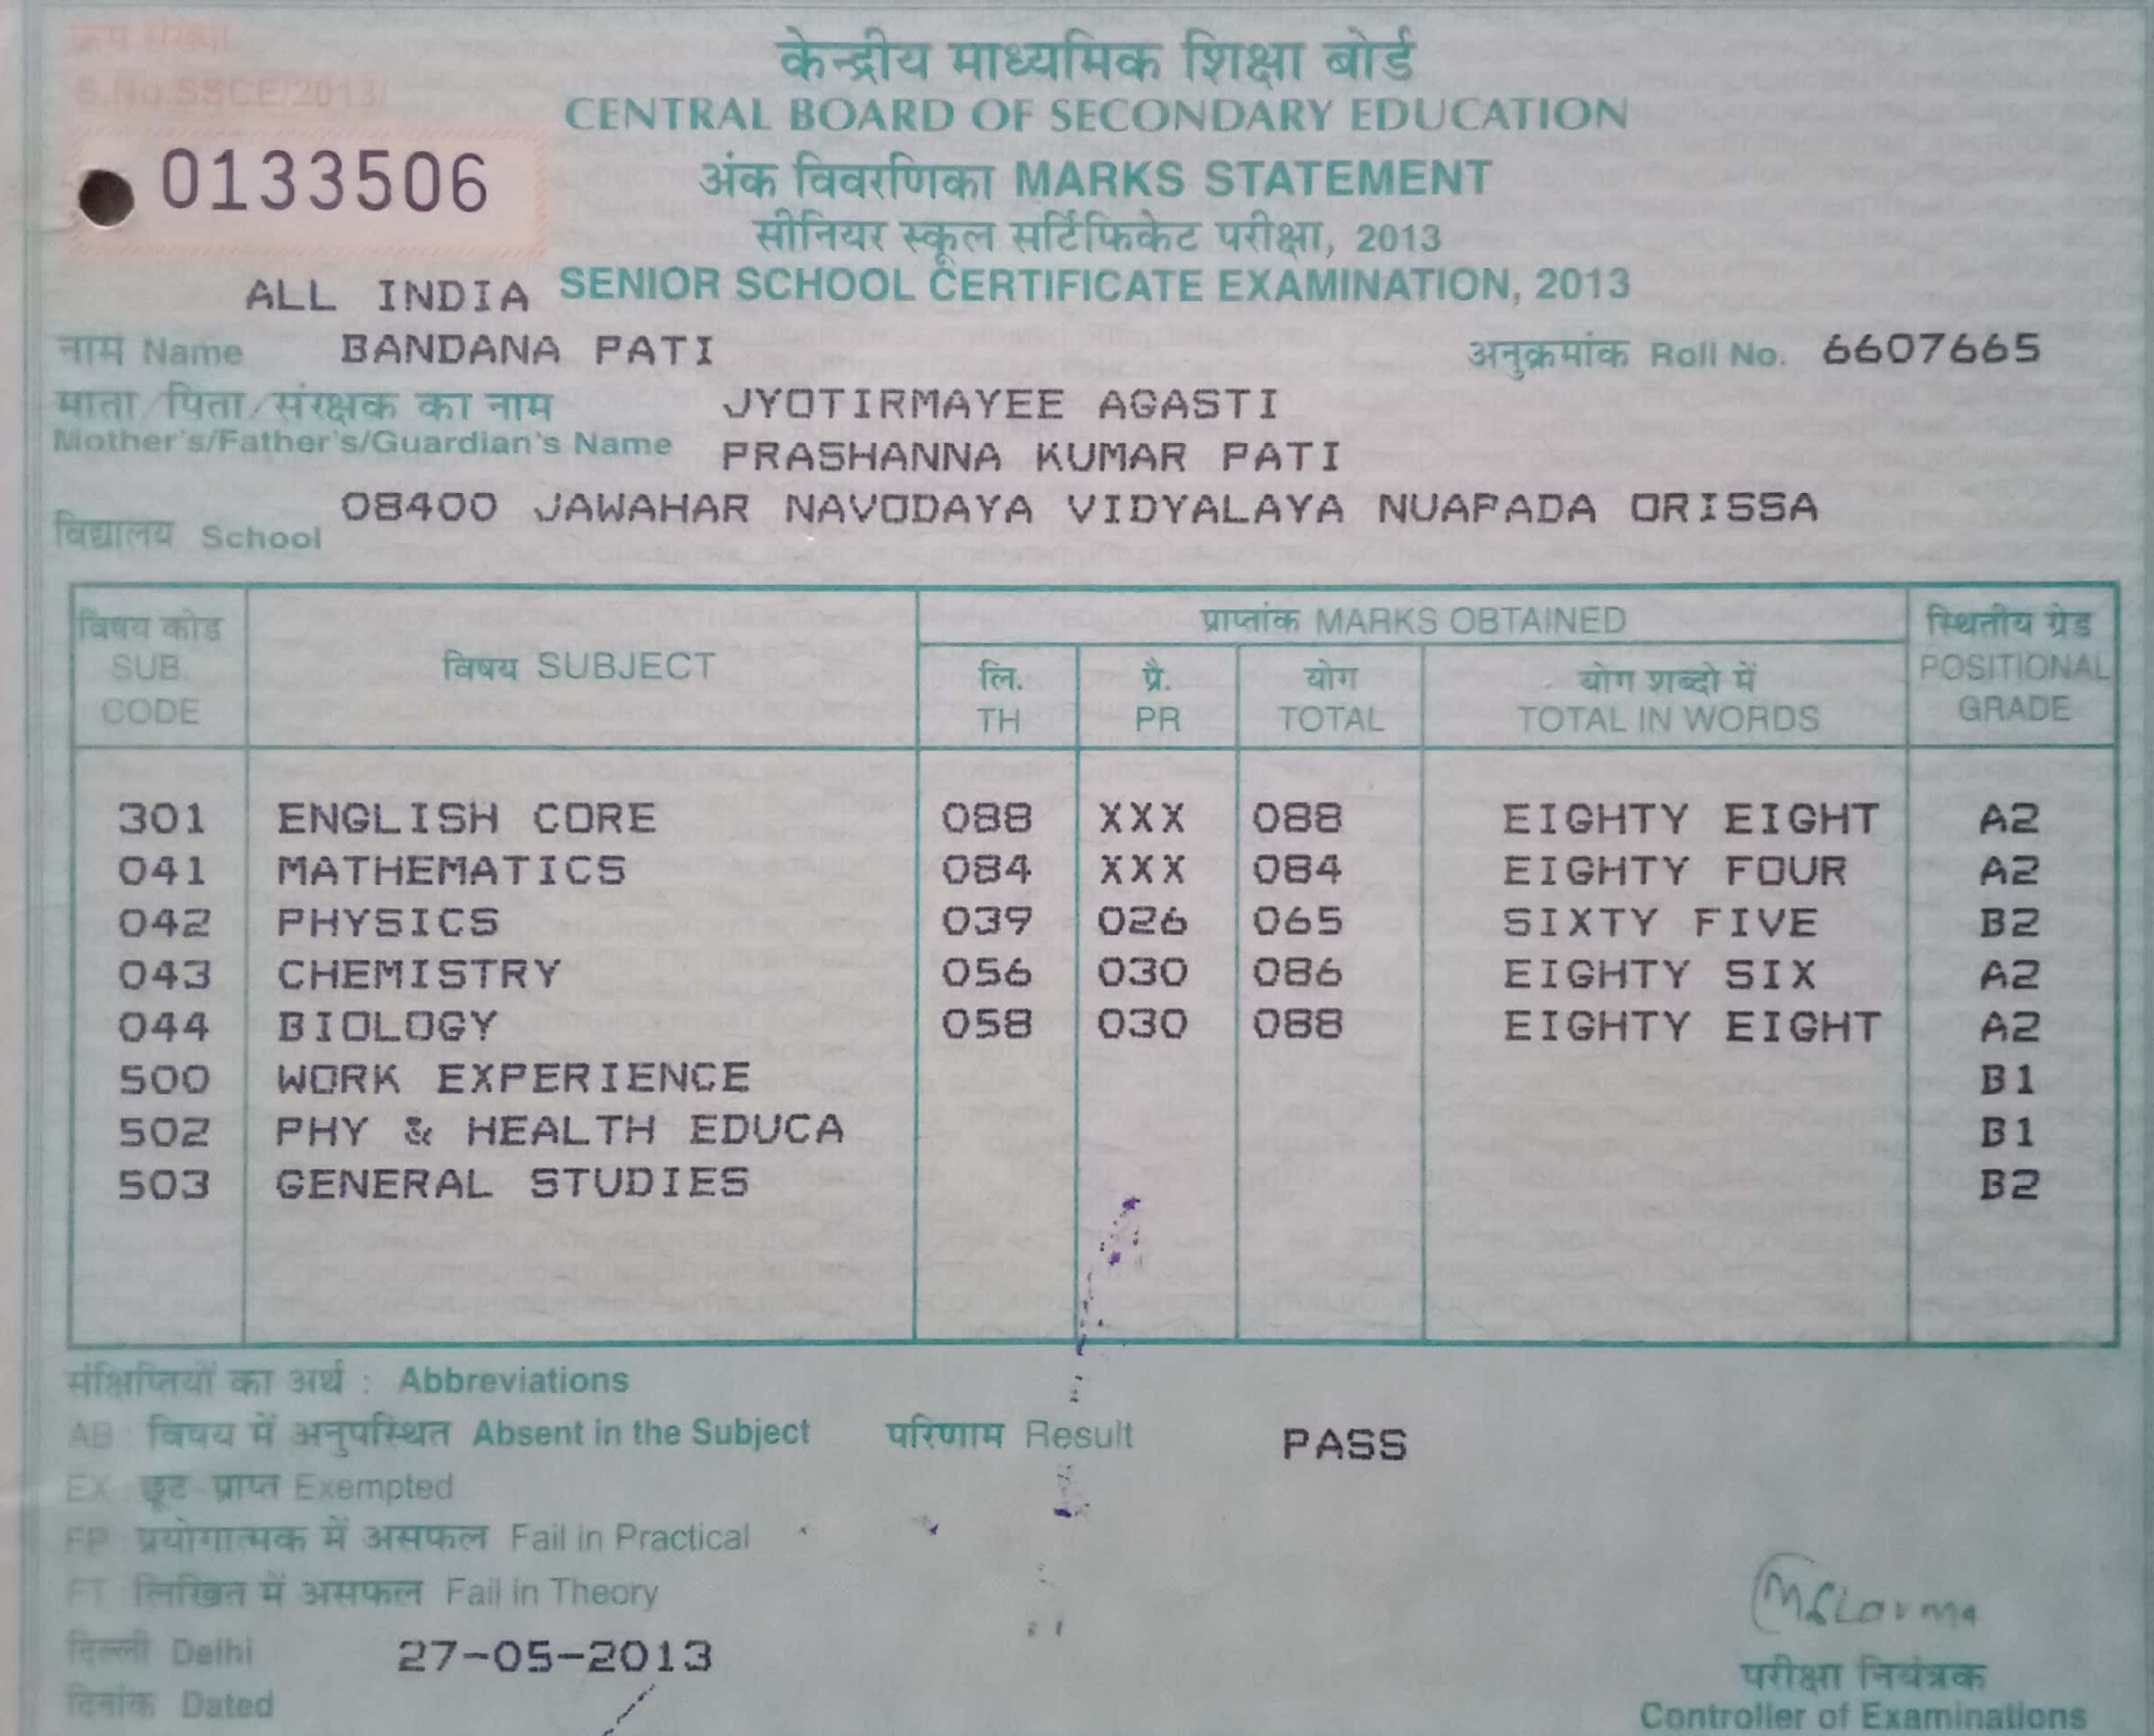 क्रम संख्या
S.No.SSCE/2013/
0133506
केन्द्रीय माध्यमिक शिक्षा बोर्ड
CENTRAL BOARD OF SECONDARY EDUCATION
अंक विवरणिका MARKS STATEMENT
सीनियर स्कूल सर्टिफिकेट परीक्षा, 2013
ALL INDIA SENIOR SCHOOL CERTIFICATE EXAMINATION, 2013
नाम Name BANDANA PATI अनुक्रमांक Roll No. 6607665
माता/पिता/संरक्षक का नाम JYOTIRMAYEE AGASTI
Mother's/Father's/Guardian's Name PRASHANNA KUMAR PATI
विद्यालय School 08400 JAWAHAR NAVODAYA VIDYALAYA NUAPADA ORISSA
विषय कोड SUB. CODE विषय SUBJECT प्राप्तांक MARKS OBTAINED स्थितीय ग्रेड POSITIONAL GRADE
लि. प्रै. योग योग शब्दो में
TH PR TOTAL TOTAL IN WORDS
301 ENGLISH CORE 088 XXX 088 EIGHTY EIGHT A2
041 MATHEMATICS 084 XXX 084 EIGHTY FOUR A2
042 PHYSICS 039 026 065 SIXTY FIVE B2
043 CHEMISTRY 056 030 086 EIGHTY SIX A2
044 BIOLOGY 058 030 088 EIGHTY EIGHT A2
500 WORK EXPERIENCE B1
502 PHY & HEALTH EDUCA B1
503 GENERAL STUDIES B2
संक्षिप्तियों का अर्थ : Abbreviations
AB विषय में अनुपस्थित Absent in the Subject परिणाम Result PASS
EX छूट-प्राप्त Exempted
FP प्रयोगात्मक में असफल Fail in Practical
FT लिखित में असफल Fail in Theory
दिल्ली Delhi 27-05-2013
दिनांक Dated
परीक्षा नियंत्रक
Controller of Examinations